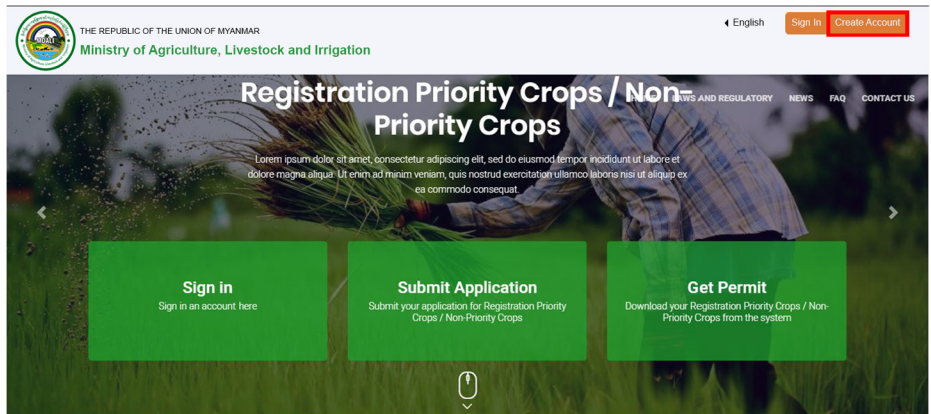 English
Sign In
Create Account
THE REPUBLIC OF THE UNION OF MYANMAR
Ministry of Agriculture, Livestock and Irrigation
MOALI
LAWS AND REGULATORY
NEWS
FAQ
CONTACT US
Registration Priority Crops / Non-
Priority Crops
Lorem ipsum dolor sit amet, consectetur adipiscing elit, sed do eiusmod tempor incididunt ut labore et
dolore magna aliqua. Ut enim ad minim veniam, quis nostrud exercitation ullamco laboris nisi ut aliquip ex
ea commodo consequat.
Sign in
Sign in an account here
Submit Application
Submit your application for Registration Priority
Crops / Non-Priority Crops
Get Permit
Download your Registration Priority Crops / Non-
Priority Crops from the system